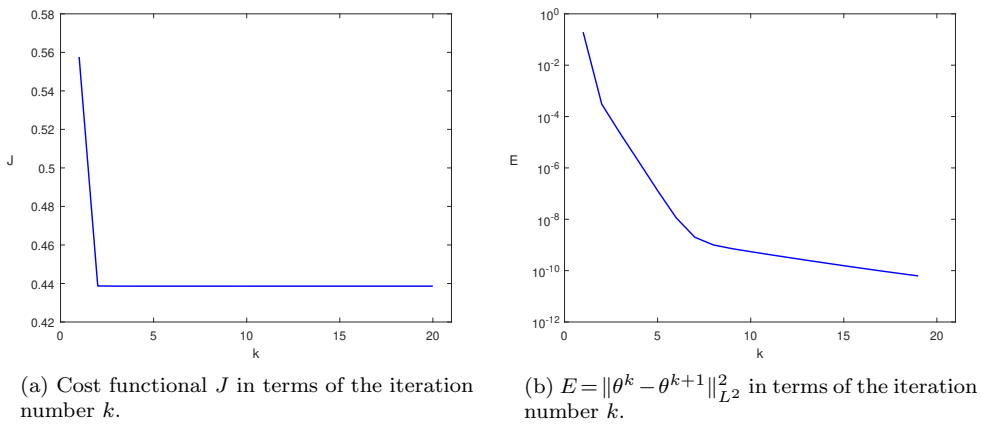 0.58
0.56
0.54
0.52
0.5
0.48
0.46
0.44
0.42
J
0 5 10 15 20
k
(a) Cost functional J in terms of the iteration
number k.
10^0
10^-2
10^-4
10^-6
10^-8
10^-10
10^-12
E
0 5 10 15 20
k
(b) E = ‖θ^k − θ^{k+1}‖²_{L²} in terms of the iteration
number k.